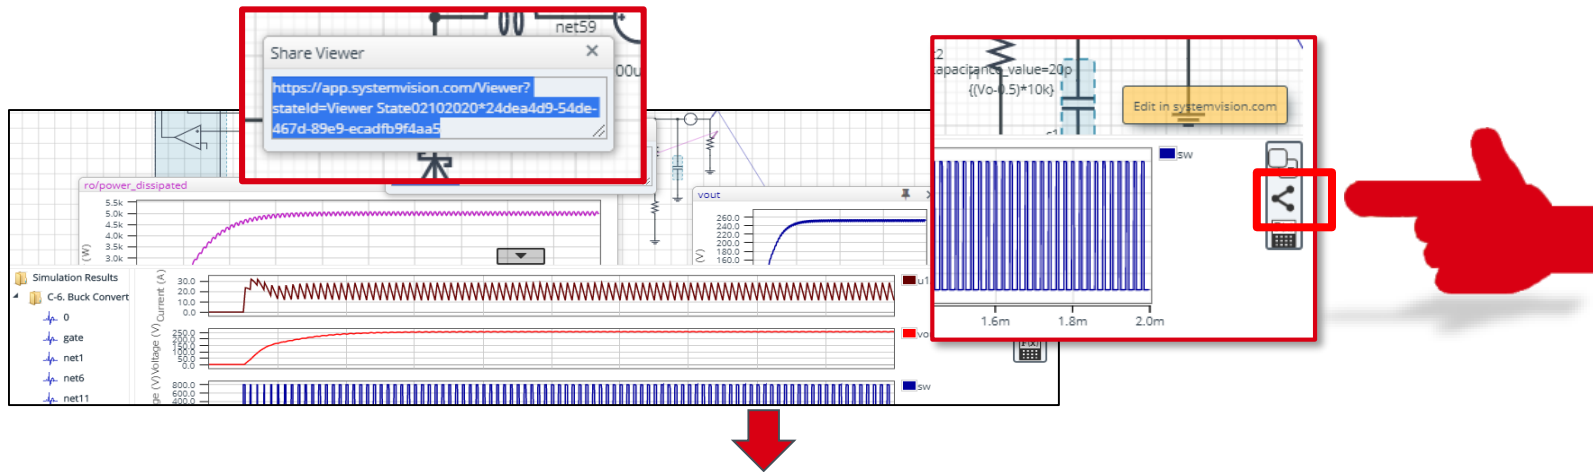 net59
00u
Share Viewer
https://app.systemvision.com/Viewer?
stateId=Viewer State02102020*24dea4d9-54de-
467d-89e9-ecadfb9f4aa5
ro/power_dissipated
5.5k
5.0k
4.5k
4.0k
3.5k
3.0k
(W)
vout
260.0
240.0
220.0
200.0
180.0
160.0
(V)
Simulation Results
C-6. Buck Convert
0
gate
net1
net6
net11
Current (A)
30.0
20.0
10.0
0.0
u1
Voltage (V)
250.0
200.0
150.0
100.0
50.0
0.0
vo
ge (V)
800.0
600.0
400.0
sw
F(x)
c2
capacitance_value=20p
{(Vo-0.5)*10k}
Edit in systemvision.com
sw
1.6m
1.8m
2.0m